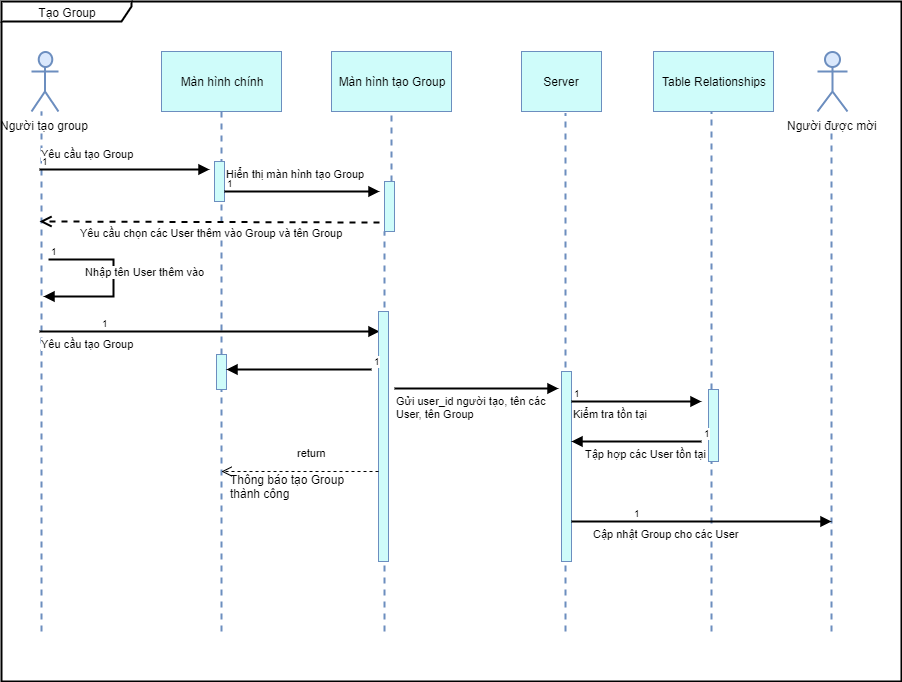 Tạo Group
Màn hình chính
Màn hình tạo Group
Server
Table Relationships
Người tạo group
Người được mời
Yêu cầu tạo Group
1
Hiển thị màn hình tạo Group
1
Yêu cầu chọn các User thêm vào Group và tên Group
1
Nhập tên User thêm vào
1
Yêu cầu tạo Group
1
Gửi user_id người tạo, tên các
User, tên Group
1
Kiểm tra tồn tại
1
Tập hợp các User tồn tại
return
Thông báo tạo Group
thành công
1
Cập nhật Group cho các User